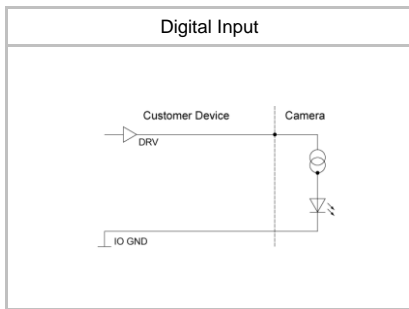 Digital Input
Customer Device
Camera
DRV
IO GND